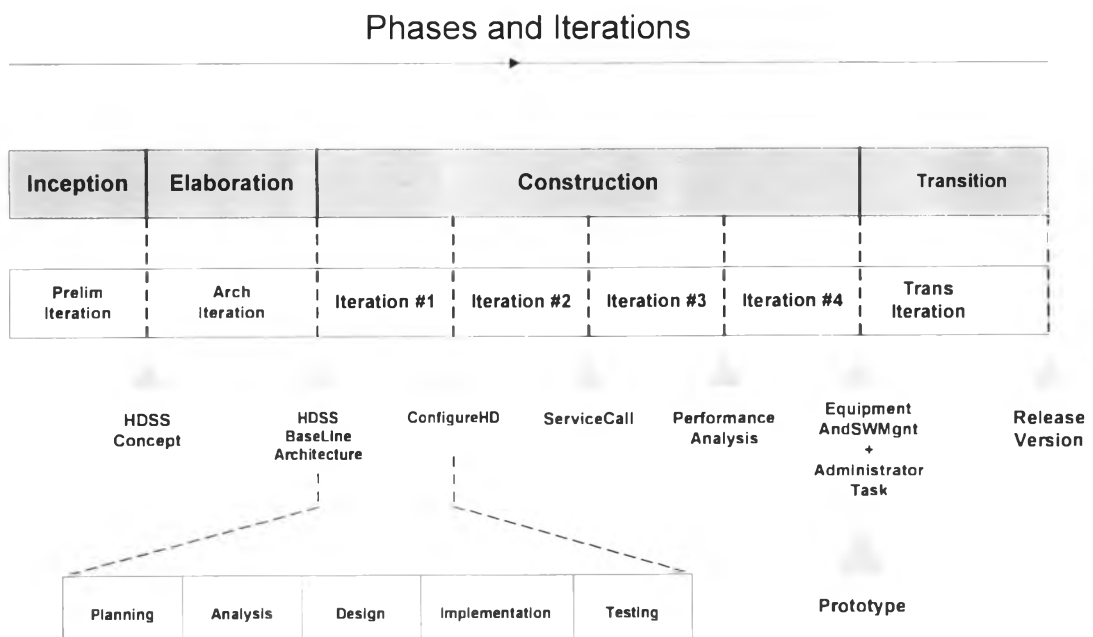 Phases and Iterations
Inception
Elaboration
Construction
Transition
Prelim
Iteration
Arch
Iteration
Iteration #1
Iteration #2
Iteration #3
Iteration #4
Trans
Iteration
HDSS
Concept
HDSS
BaseLine
Architecture
ConfigureHD
ServiceCall
Performance
Analysis
Equipment
AndSWMgnt
+
Administrator
Task
Release
Version
Planning
Analysis
Design
Implementation
Testing
Prototype